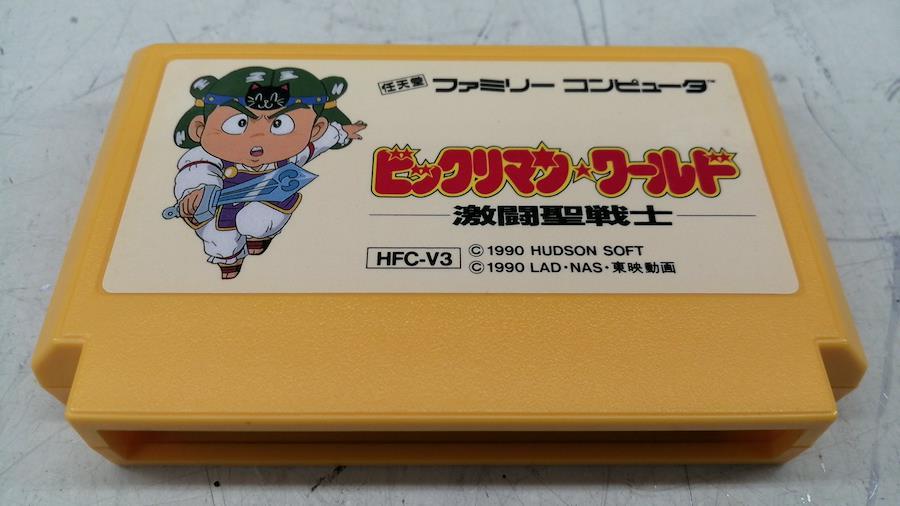 任天堂 ファミリー コンピュータ™
ビックリマン★ワールド
激闘聖戦士
HFC-V3
© 1990 HUDSON SOFT
© 1990 LAD・NAS・東映動画